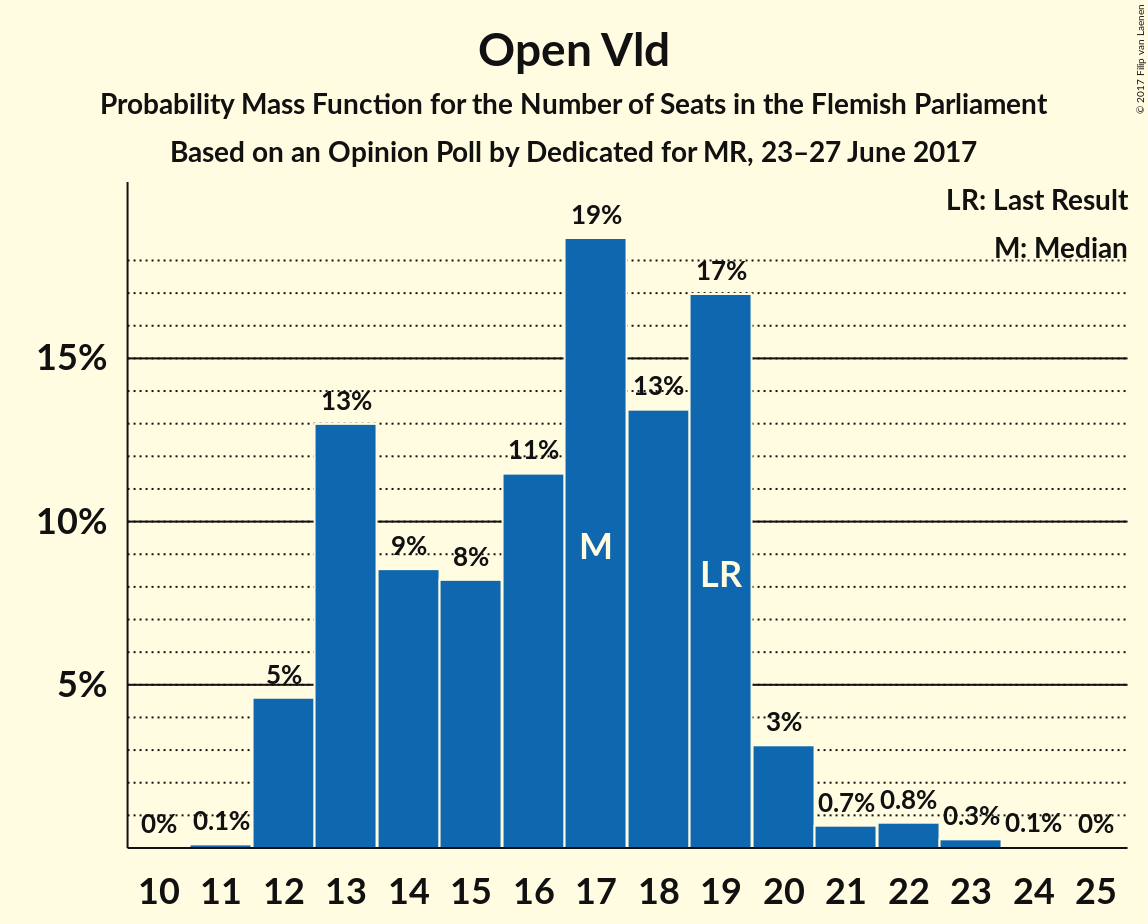 Open Vld
Probability Mass Function for the Number of Seats in the Flemish Parliament
Based on an Opinion Poll by Dedicated for MR, 23–27 June 2017
© 2017 Filip van Laenen
LR: Last Result
M: Median
19%
17%
15%
13%
13%
11%
10%
9%
8%
M
LR
5%
5%
3%
0%
0.1%
0.7%
0.8%
0.3%
0.1%
0%
10 11 12 13 14 15 16 17 18 19 20 21 22 23 24 25